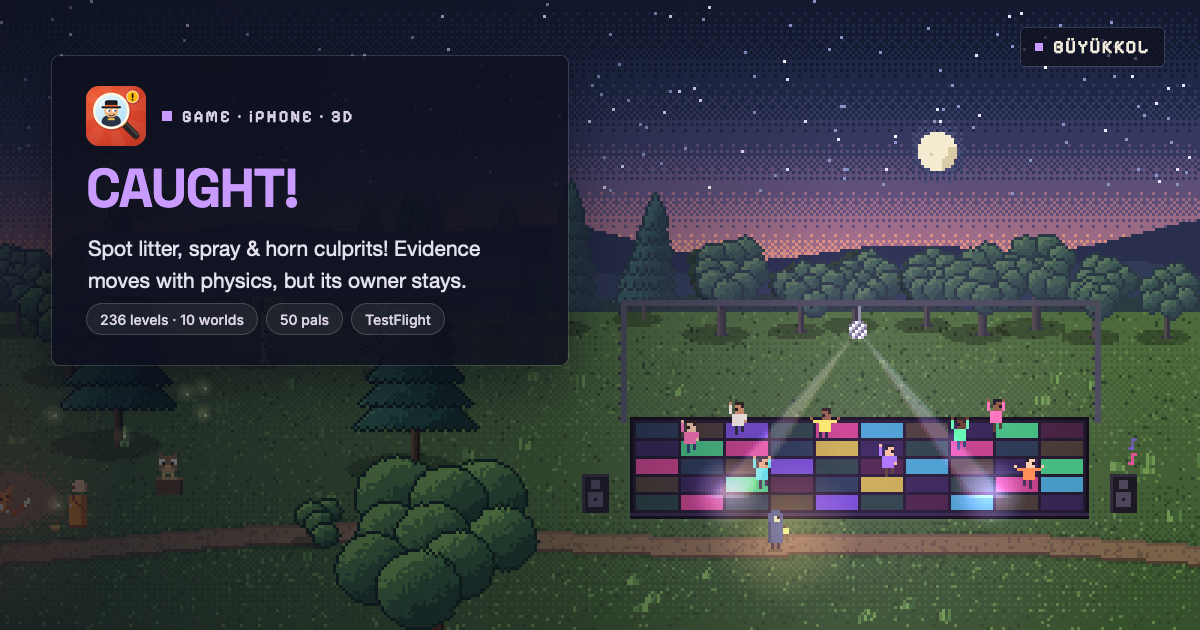 GAME · iPHONE · 3D
BÜYÜKKOL
CAUGHT!
Spot litter, spray & horn culprits! Evidence
moves with physics, but its owner stays.
236 levels · 10 worlds
50 pals
TestFlight